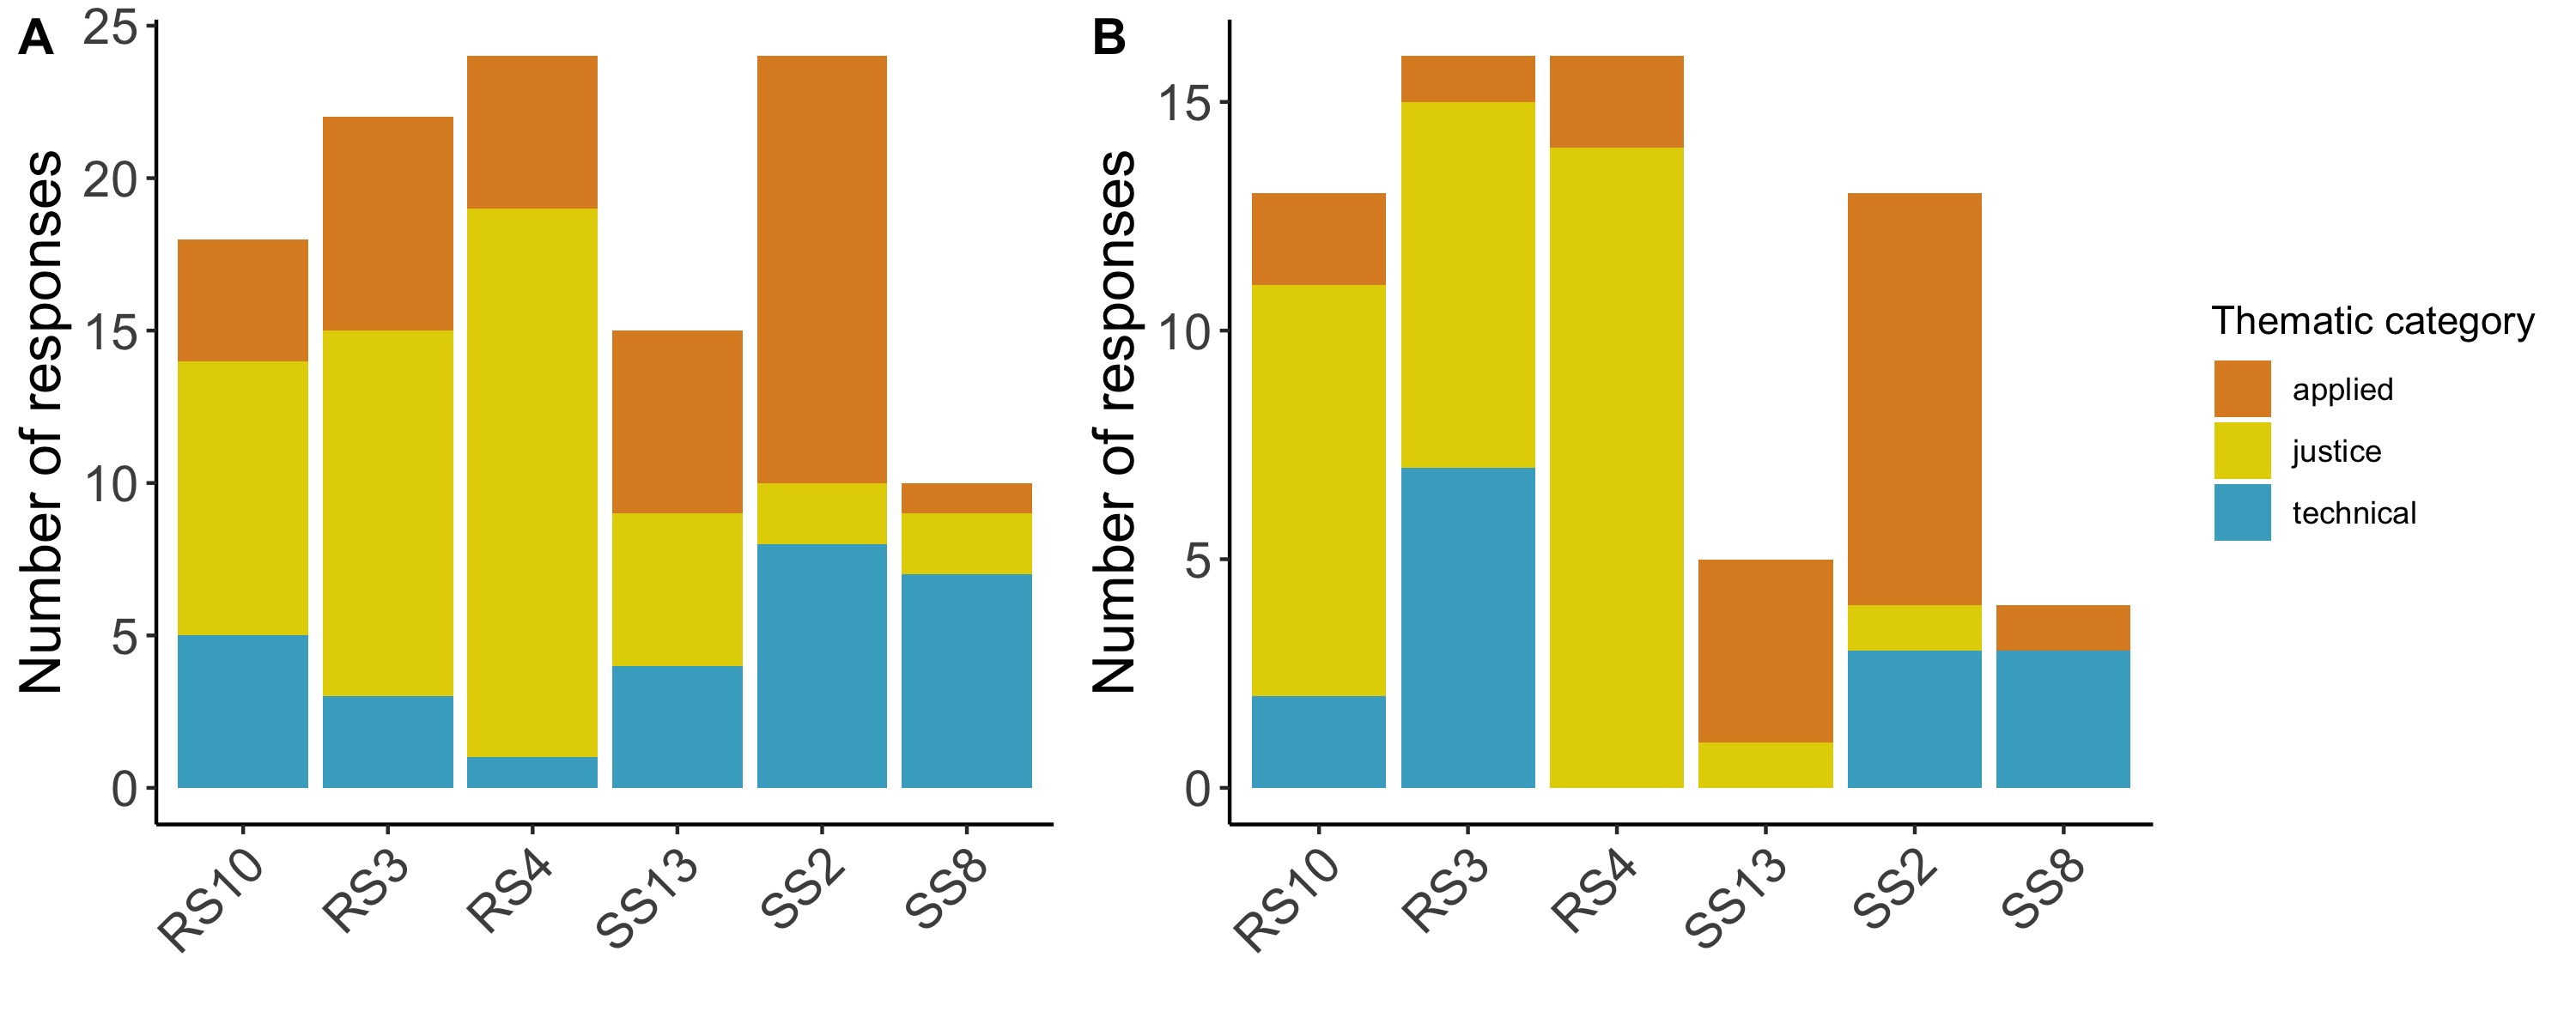 A
Number of responses
25
20
15
10
5
0
RS10
RS3
RS4
SS13
SS2
SS8
B
Number of responses
15
10
5
0
RS10
RS3
RS4
SS13
SS2
SS8
Thematic category
applied
justice
technical